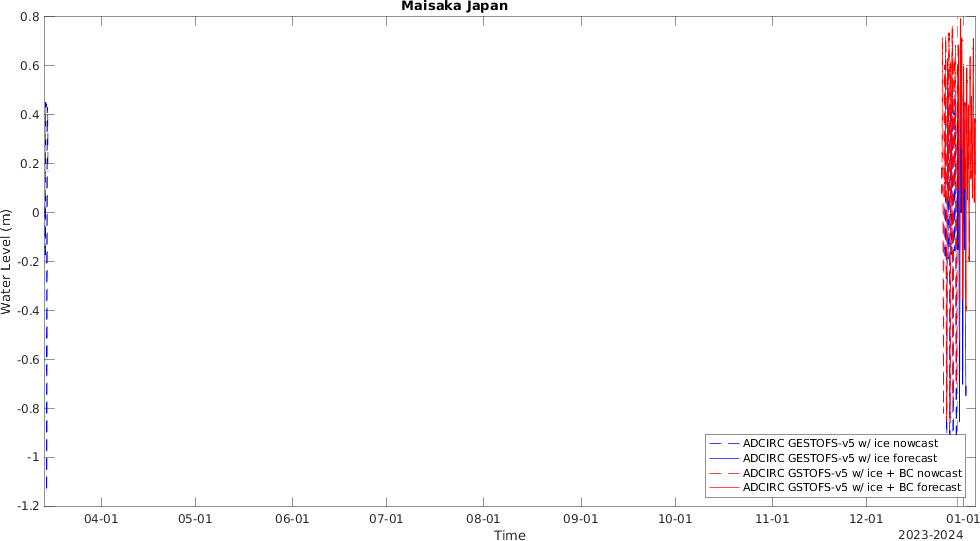 Maisaka Japan
0.8
0.6
0.4
0.2
0
-0.2
-0.4
-0.6
-0.8
-1
-1.2
Water Level (m)
04-01 05-01 06-01 07-01 08-01 09-01 10-01 11-01 12-01 01-01
Time
2023-2024
ADCIRC GESTOFS-v5 w/ ice nowcast
ADCIRC GESTOFS-v5 w/ ice forecast
ADCIRC GSTOFS-v5 w/ ice + BC nowcast
ADCIRC GSTOFS-v5 w/ ice + BC forecast